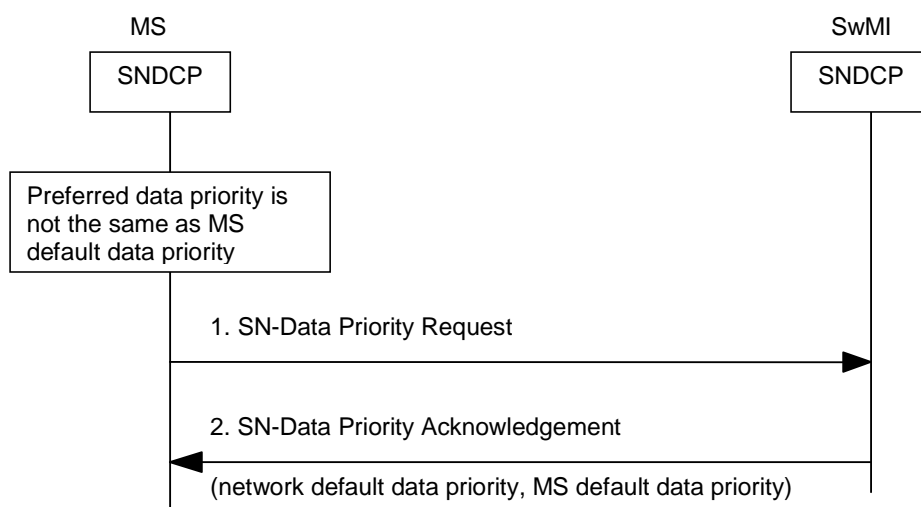 MS
SwMI
SNDCP
SNDCP
Preferred data priority is
not the same as MS
default data priority
1. SN-Data Priority Request
2. SN-Data Priority Acknowledgement
(network default data priority, MS default data priority)